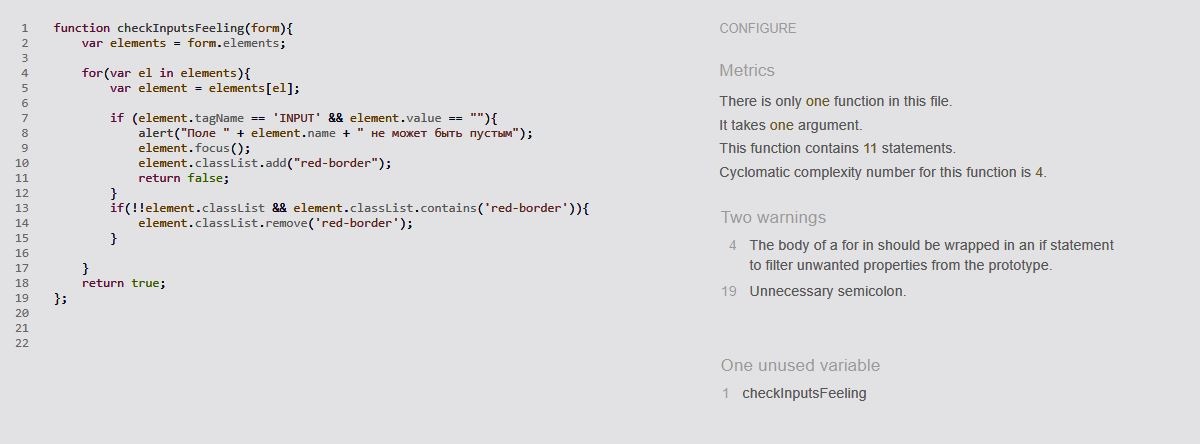 1 function checkInputsFeeling(form){
2 var elements = form.elements;
3
4 for(var el in elements){
5 var element = elements[el];
6
7 if (element.tagName == 'INPUT' && element.value == ""){
8 alert("Поле " + element.name + " не может быть пустым");
9 element.focus();
10 element.classList.add("red-border");
11 return false;
12 }
13 if(!!element.classList && element.classList.contains('red-border')){
14 element.classList.remove('red-border');
15 }
16
17 }
18 return true;
19 };
20
21
22
CONFIGURE
Metrics
There is only one function in this file.
It takes one argument.
This function contains 11 statements.
Cyclomatic complexity number for this function is 4.
Two warnings
4 The body of a for in should be wrapped in an if statement
to filter unwanted properties from the prototype.
19 Unnecessary semicolon.
One unused variable
1 checkInputsFeeling